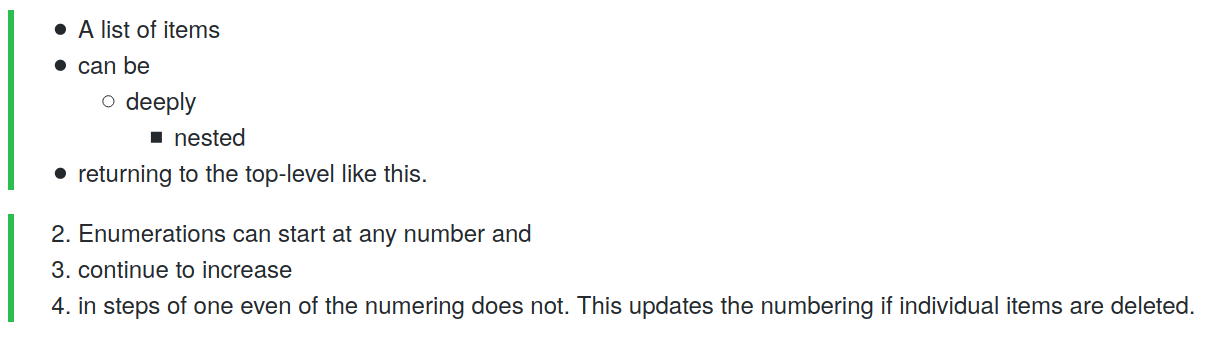 ● A list of items
● can be
○ deeply
■ nested
● returning to the top-level like this.
2. Enumerations can start at any number and
3. continue to increase
4. in steps of one even of the numering does not. This updates the numbering if individual items are deleted.